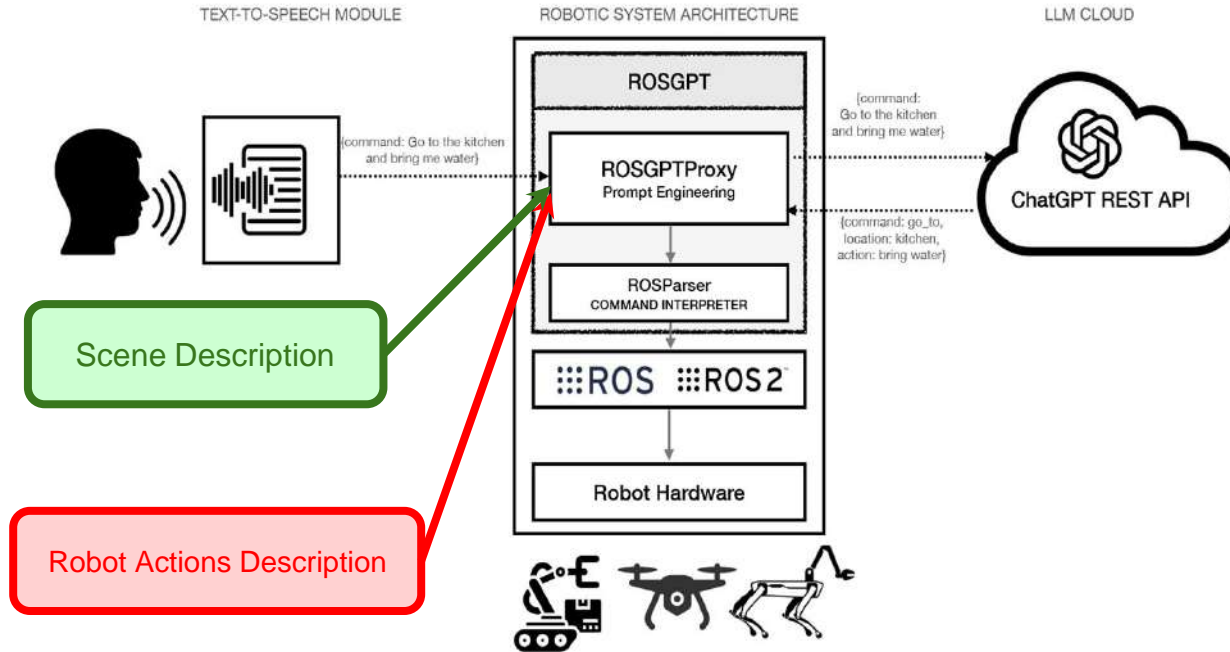 TEXT-TO-SPEECH MODULE
ROBOTIC SYSTEM ARCHITECTURE
LLM CLOUD
ROSGPT
{command: Go to the kitchen
and bring me water}
ROSGPTProxy
Prompt Engineering
{command:
Go to the kitchen
and bring me water}
ChatGPT REST API
{command: go_to,
location: kitchen,
action: bring water}
ROSParser
COMMAND INTERPRETER
Scene Description
ROS
ROS 2™
Robot Hardware
Robot Actions Description